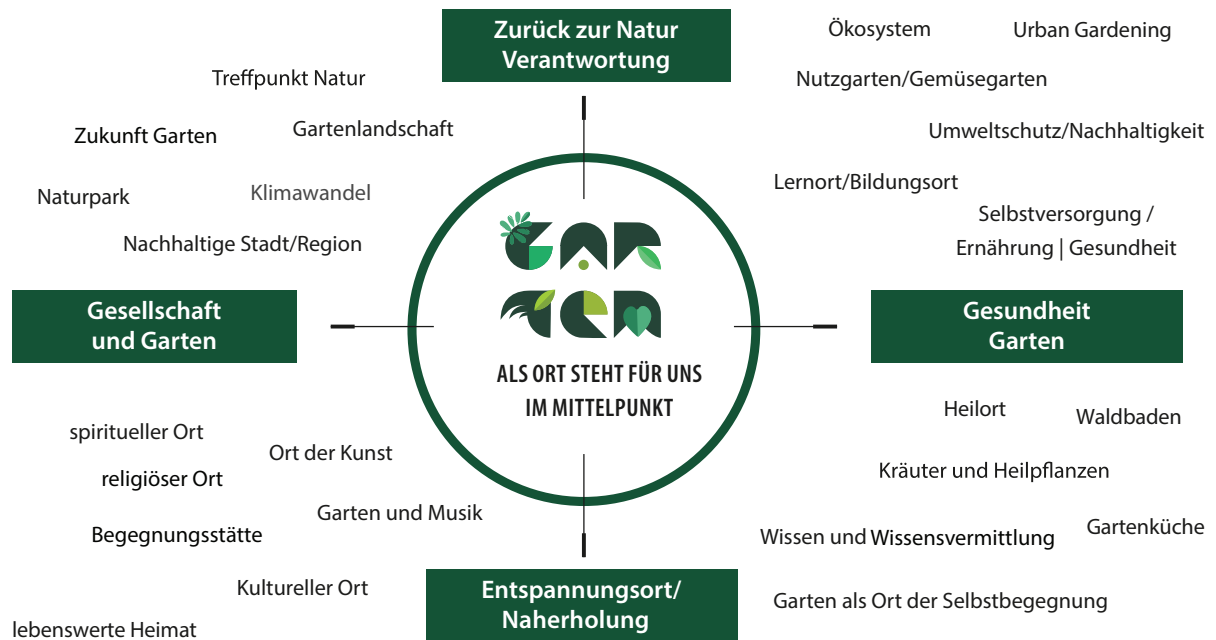 Zurück zur Natur
Verantwortung
Ökosystem
Urban Gardening
Treffpunkt Natur
Nutzgarten/Gemüsegarten
Zukunft Garten
Gartenlandschaft
Umweltschutz/Nachhaltigkeit
Naturpark
Klimawandel
Lernort/Bildungsort
Nachhaltige Stadt/Region
Selbstversorgung /
Ernährung | Gesundheit
Gesellschaft
und Garten
GAR
TEN
ALS ORT STEHT FÜR UNS
IM MITTELPUNKT
Gesundheit
Garten
spiritueller Ort
Ort der Kunst
religiöser Ort
Garten und Musik
Begegnungsstätte
Kultureller Ort
lebenswerte Heimat
Heilort
Waldbaden
Kräuter und Heilpflanzen
Wissen und Wissensvermittlung
Gartenküche
Garten als Ort der Selbstbegegnung
Entspannungsort/
Naherholung